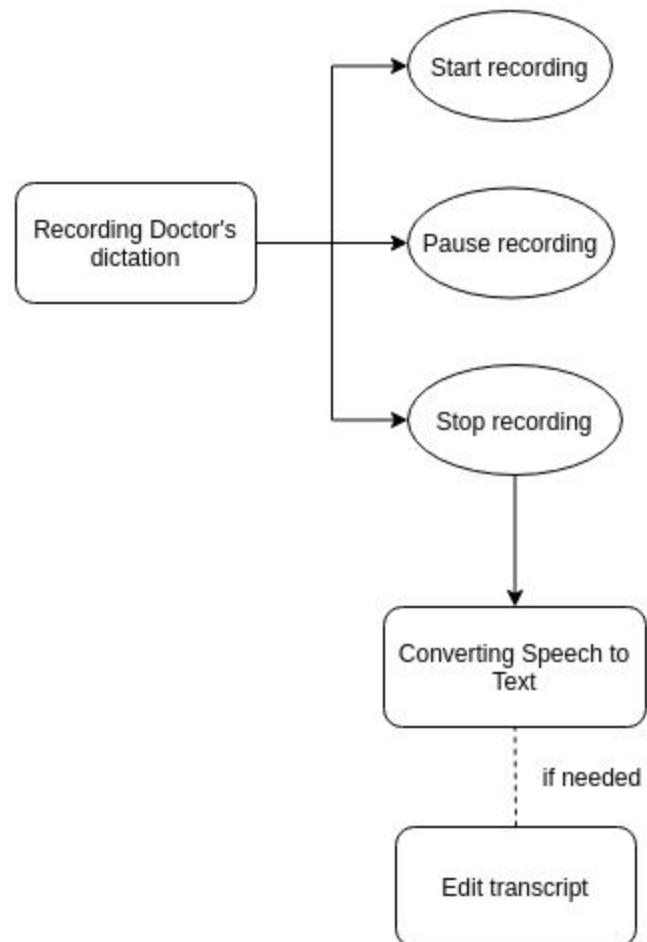 Start recording
Recording Doctor's
dictation
Pause recording
Stop recording
Converting Speech to
Text
if needed
Edit transcript